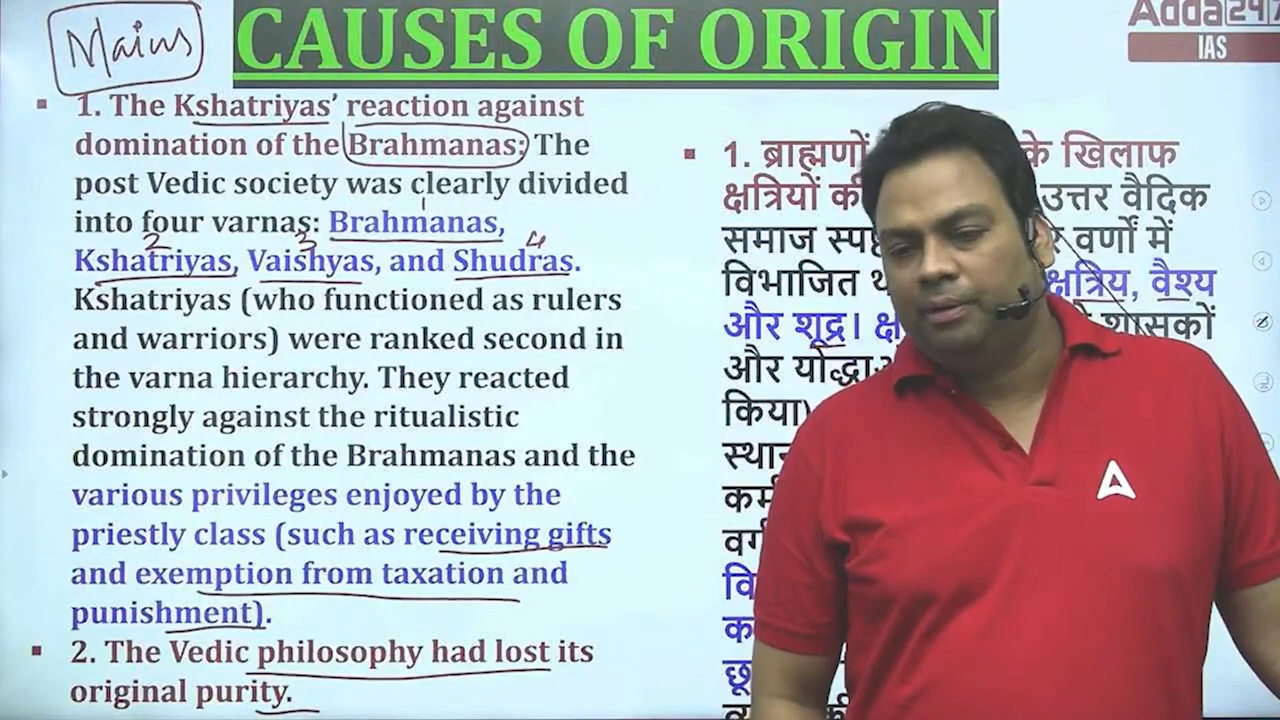 Mains
CAUSES OF ORIGIN
Adda247
IAS
▪ 1. The Kshatriyas' reaction against
domination of the Brahmanas: The
post Vedic society was clearly divided
into four varnas: Brahmanas,
Kshatriyas, Vaishyas, and Shudras.
Kshatriyas (who functioned as rulers
and warriors) were ranked second in
the varna hierarchy. They reacted
strongly against the ritualistic
domination of the Brahmanas and the
various privileges enjoyed by the
priestly class (such as receiving gifts
and exemption from taxation and
punishment).
▪ 2. The Vedic philosophy had lost its
original purity.
1
2 3 4
▪ 1. ब्राह्मणों के खिलाफ
क्षत्रियों उत्तर वैदिक
समाज वर्णों में
विभाजित क्षत्रिय, वैश्य
और शूद्र। शासकों
और